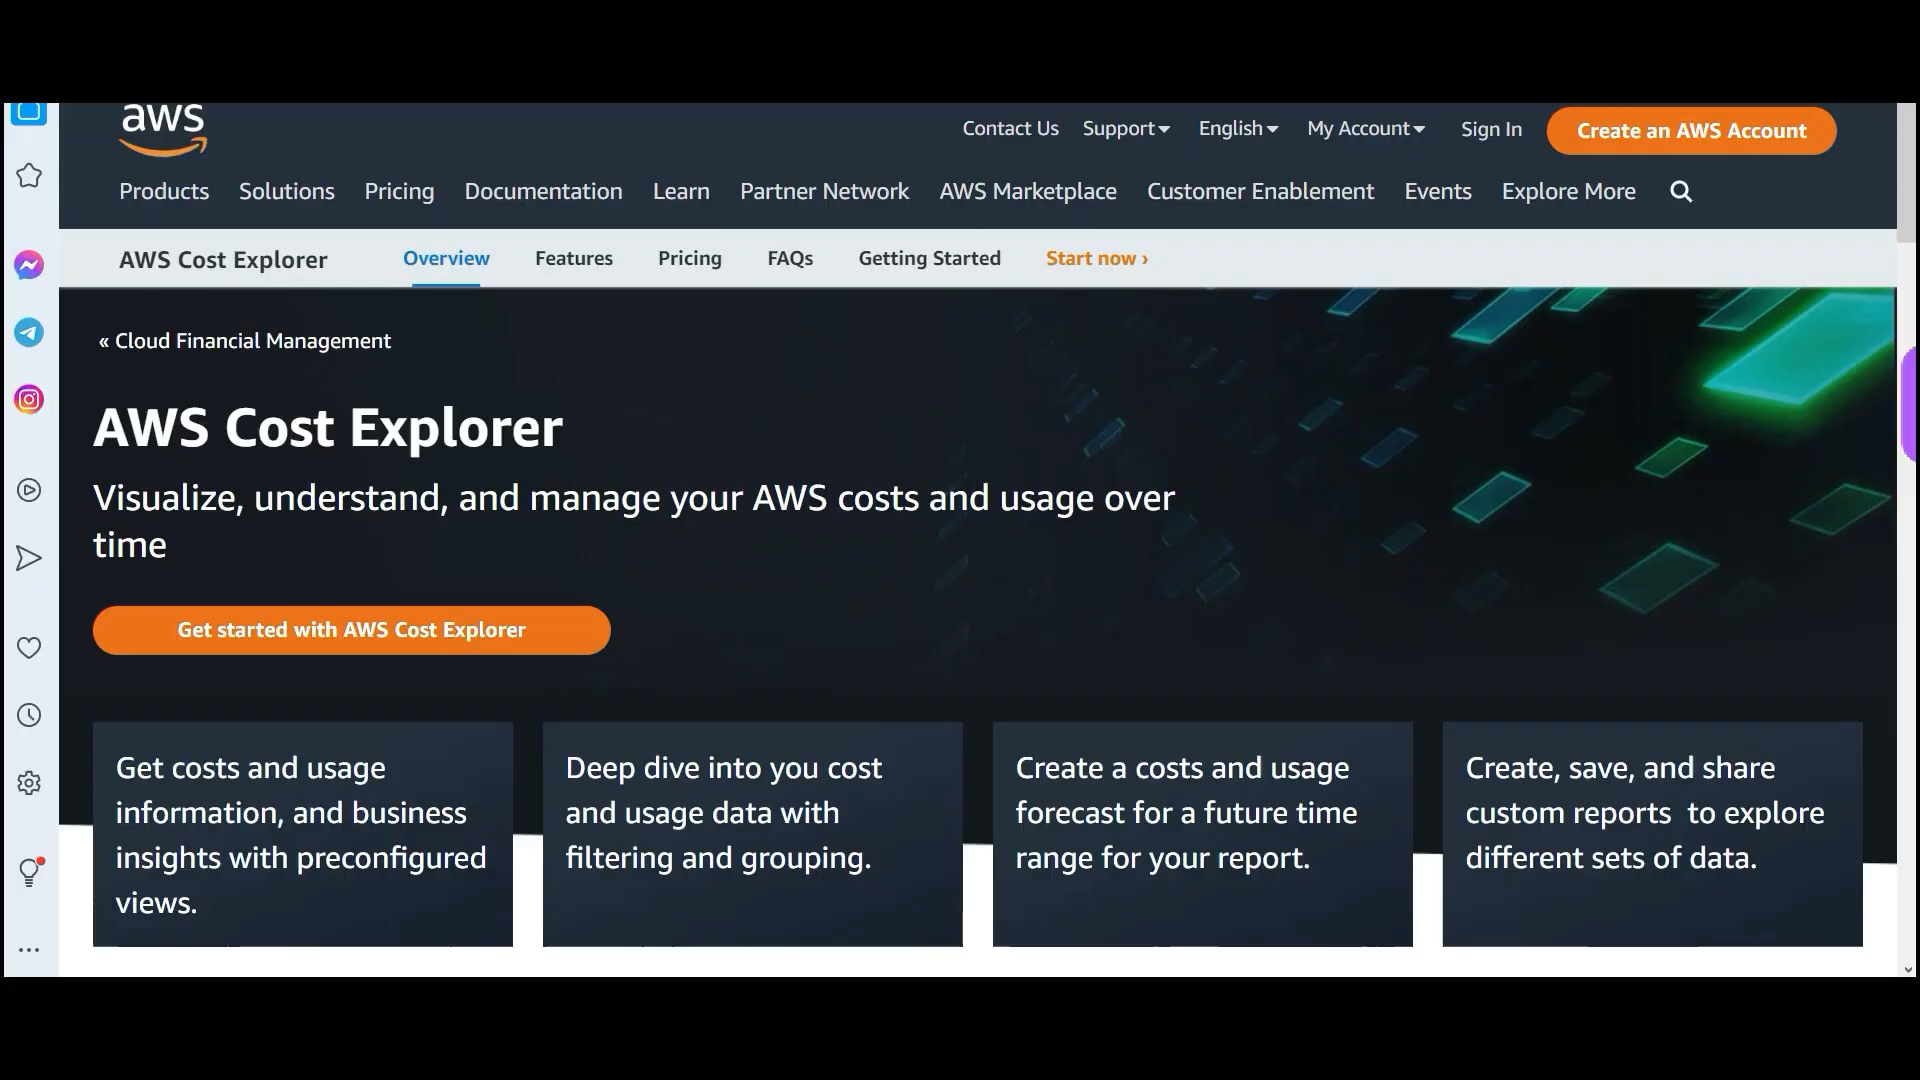 aws
Contact Us Support English My Account Sign In Create an AWS Account
Products Solutions Pricing Documentation Learn Partner Network AWS Marketplace Customer Enablement Events Explore More
AWS Cost Explorer Overview Features Pricing FAQs Getting Started Start now ›
« Cloud Financial Management
AWS Cost Explorer
Visualize, understand, and manage your AWS costs and usage over
time
Get started with AWS Cost Explorer
Get costs and usage
information, and business
insights with preconfigured
views.
Deep dive into you cost
and usage data with
filtering and grouping.
Create a costs and usage
forecast for a future time
range for your report.
Create, save, and share
custom reports to explore
different sets of data.